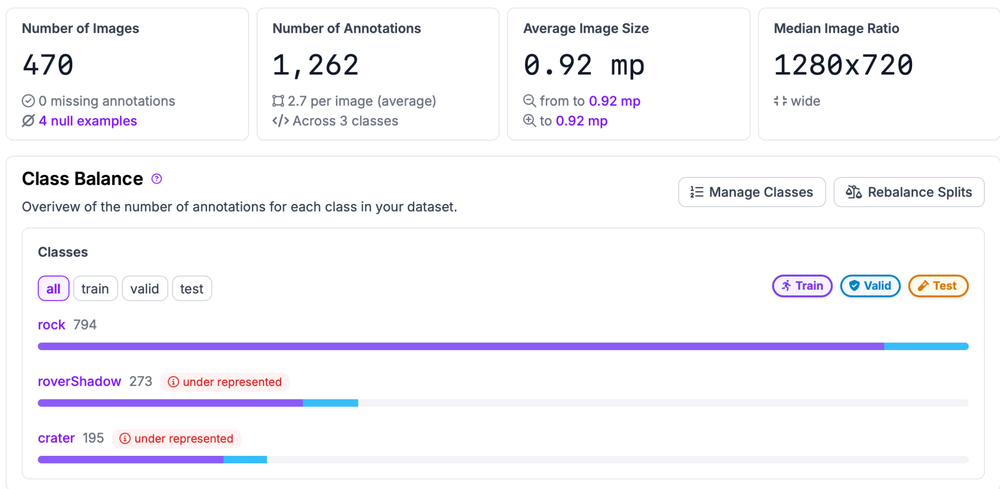 Number of Images
470
0 missing annotations
4 null examples
Number of Annotations
1,262
2.7 per image (average)
</> Across 3 classes
Average Image Size
0.92 mp
from to 0.92 mp
to 0.92 mp
Median Image Ratio
1280x720
wide
Class Balance
Overivew of the number of annotations for each class in your dataset.
Manage Classes
Rebalance Splits
Classes
all train valid test
Train Valid Test
rock 794
roverShadow 273 under represented
crater 195 under represented